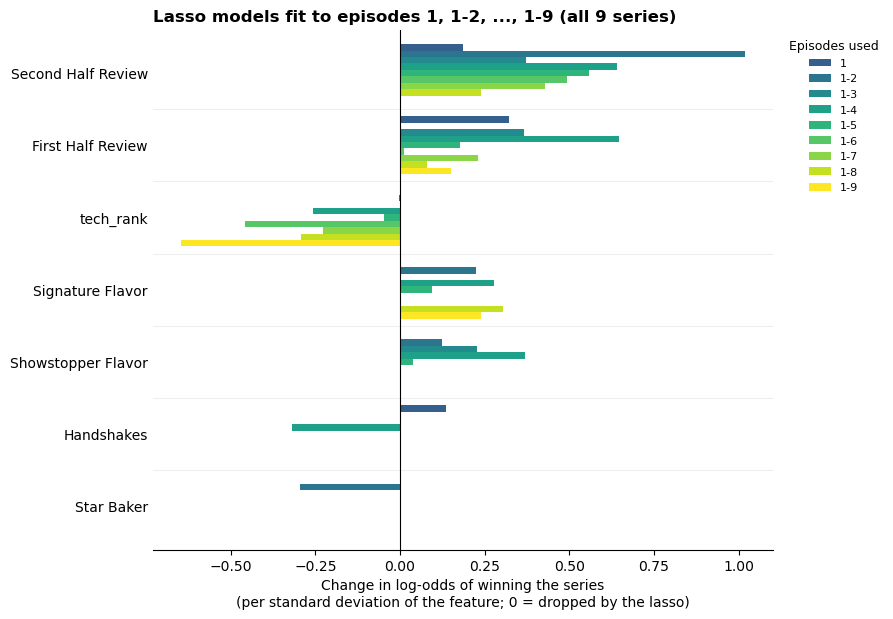 Lasso models fit to episodes 1, 1-2, ..., 1-9 (all 9 series)
Episodes used
1
1-2
1-3
1-4
1-5
1-6
1-7
1-8
1-9
Second Half Review
First Half Review
tech_rank
Signature Flavor
Showstopper Flavor
Handshakes
Star Baker
−0.50
−0.25
0.00
0.25
0.50
0.75
1.00
Change in log-odds of winning the series
(per standard deviation of the feature; 0 = dropped by the lasso)